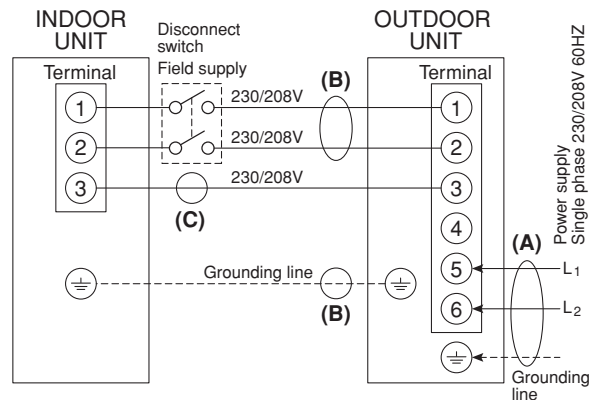 INDOOR
UNIT
Disconnect
switch
Field supply
Terminal
1
2
3
230/208V
230/208V
230/208V
(B)
(C)
Grounding line
(B)
OUTDOOR
UNIT
Terminal
1
2
3
4
5
6
(A)
L1
L2
Grounding
line
Power supply
Single phase 230/208V 60HZ